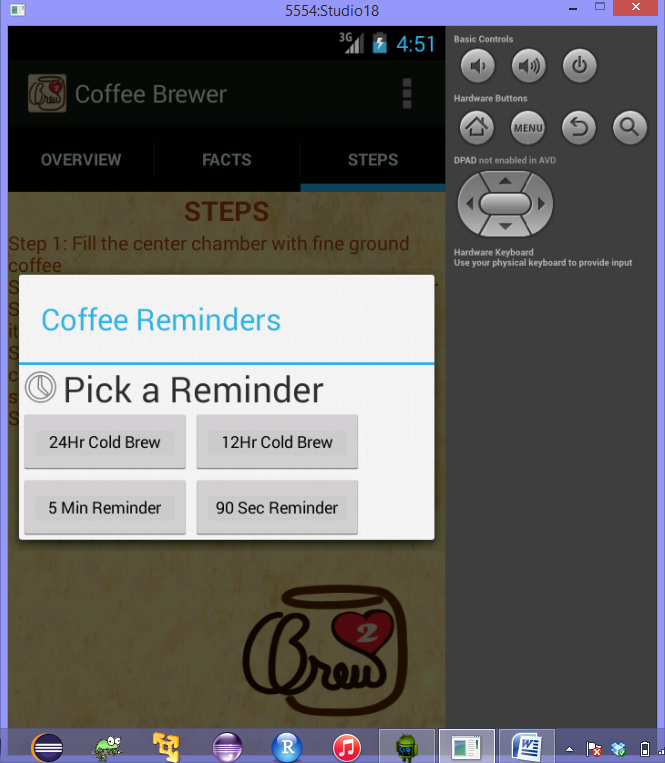 5554:Studio18
3G 4:51
Brew 2 Coffee Brewer
OVERVIEW FACTS STEPS
STEPS
Step 1: Fill the center chamber with fine ground
coffee
Coffee Reminders
Pick a Reminder
24Hr Cold Brew 12Hr Cold Brew
5 Min Reminder 90 Sec Reminder
Brew 2
Basic Controls
Hardware Buttons
MENU
DPAD not enabled in AVD
Hardware Keyboard
Use your physical keyboard to provide input
R W